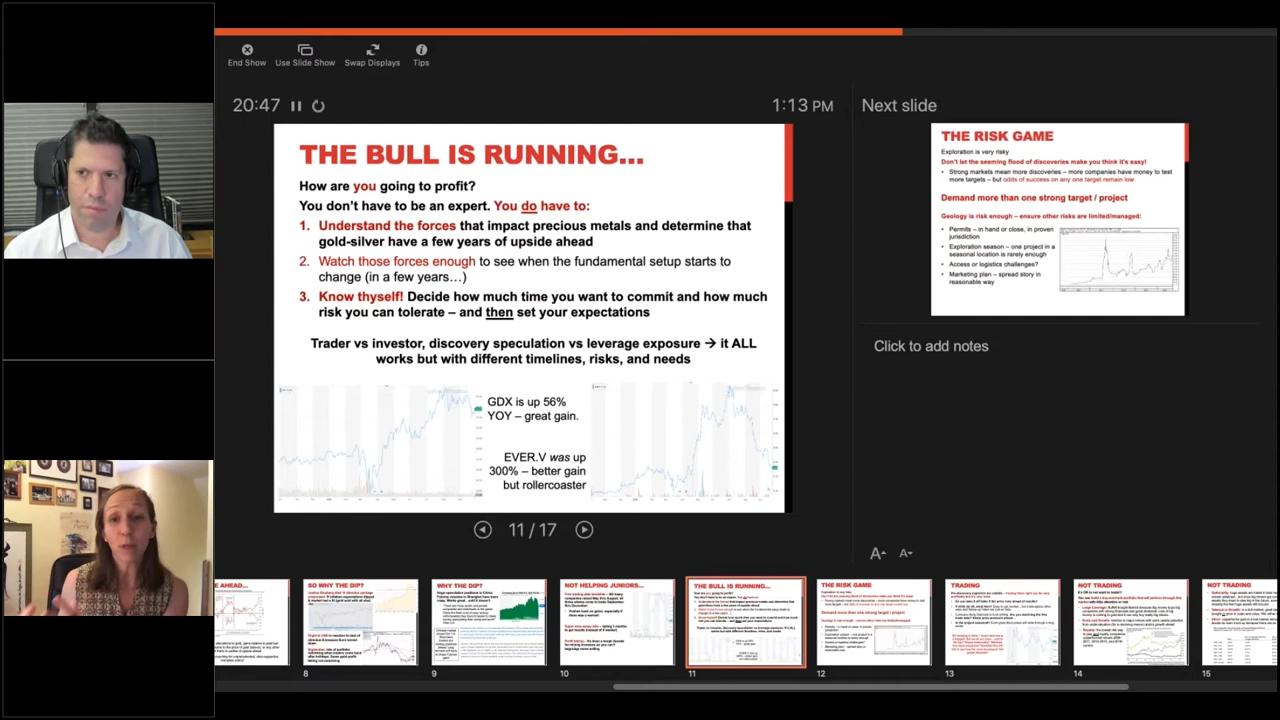 End Show
Use Slide Show
Swap Displays
Tips
20:47
1:13 PM
THE BULL IS RUNNING...
How are you going to profit?
You don't have to be an expert. You do have to:
1. Understand the forces that impact precious metals and determine that
gold-silver have a few years of upside ahead
2. Watch those forces enough to see when the fundamental setup starts to
change (in a few years...)
3. Know thyself! Decide how much time you want to commit and how much
risk you can tolerate – and then set your expectations
Trader vs investor, discovery speculation vs leverage exposure → it ALL
works but with different timelines, risks, and needs
GDX is up 56%
YOY – great gain.
EVER.V was up
300% – better gain
but rollercoaster
11 / 17
Next slide
THE RISK GAME
Exploration is very risky
Don't let the seeming flood of discoveries make you think it's easy!
• Strong markets mean more discoveries – more companies have money to test
more targets – but odds of success on any one target remain low
Demand more than one strong target / project
Geology is risk enough – ensure other risks are limited/managed:
• Permits – in hand or close, in proven
jurisdiction
• Exploration season – one project in a
seasonal location is rarely enough
• Access or logistics challenges?
• Marketing plan – spread story in
reasonable way
Click to add notes
A A
AHEAD...
SO WHY THE DIP?
WHY THE DIP?
NOT HELPING JUNIORS...
THE BULL IS RUNNING...
THE RISK GAME
TRADING
NOT TRADING
NOT TRADING
8
9
10
11
12
13
14
15